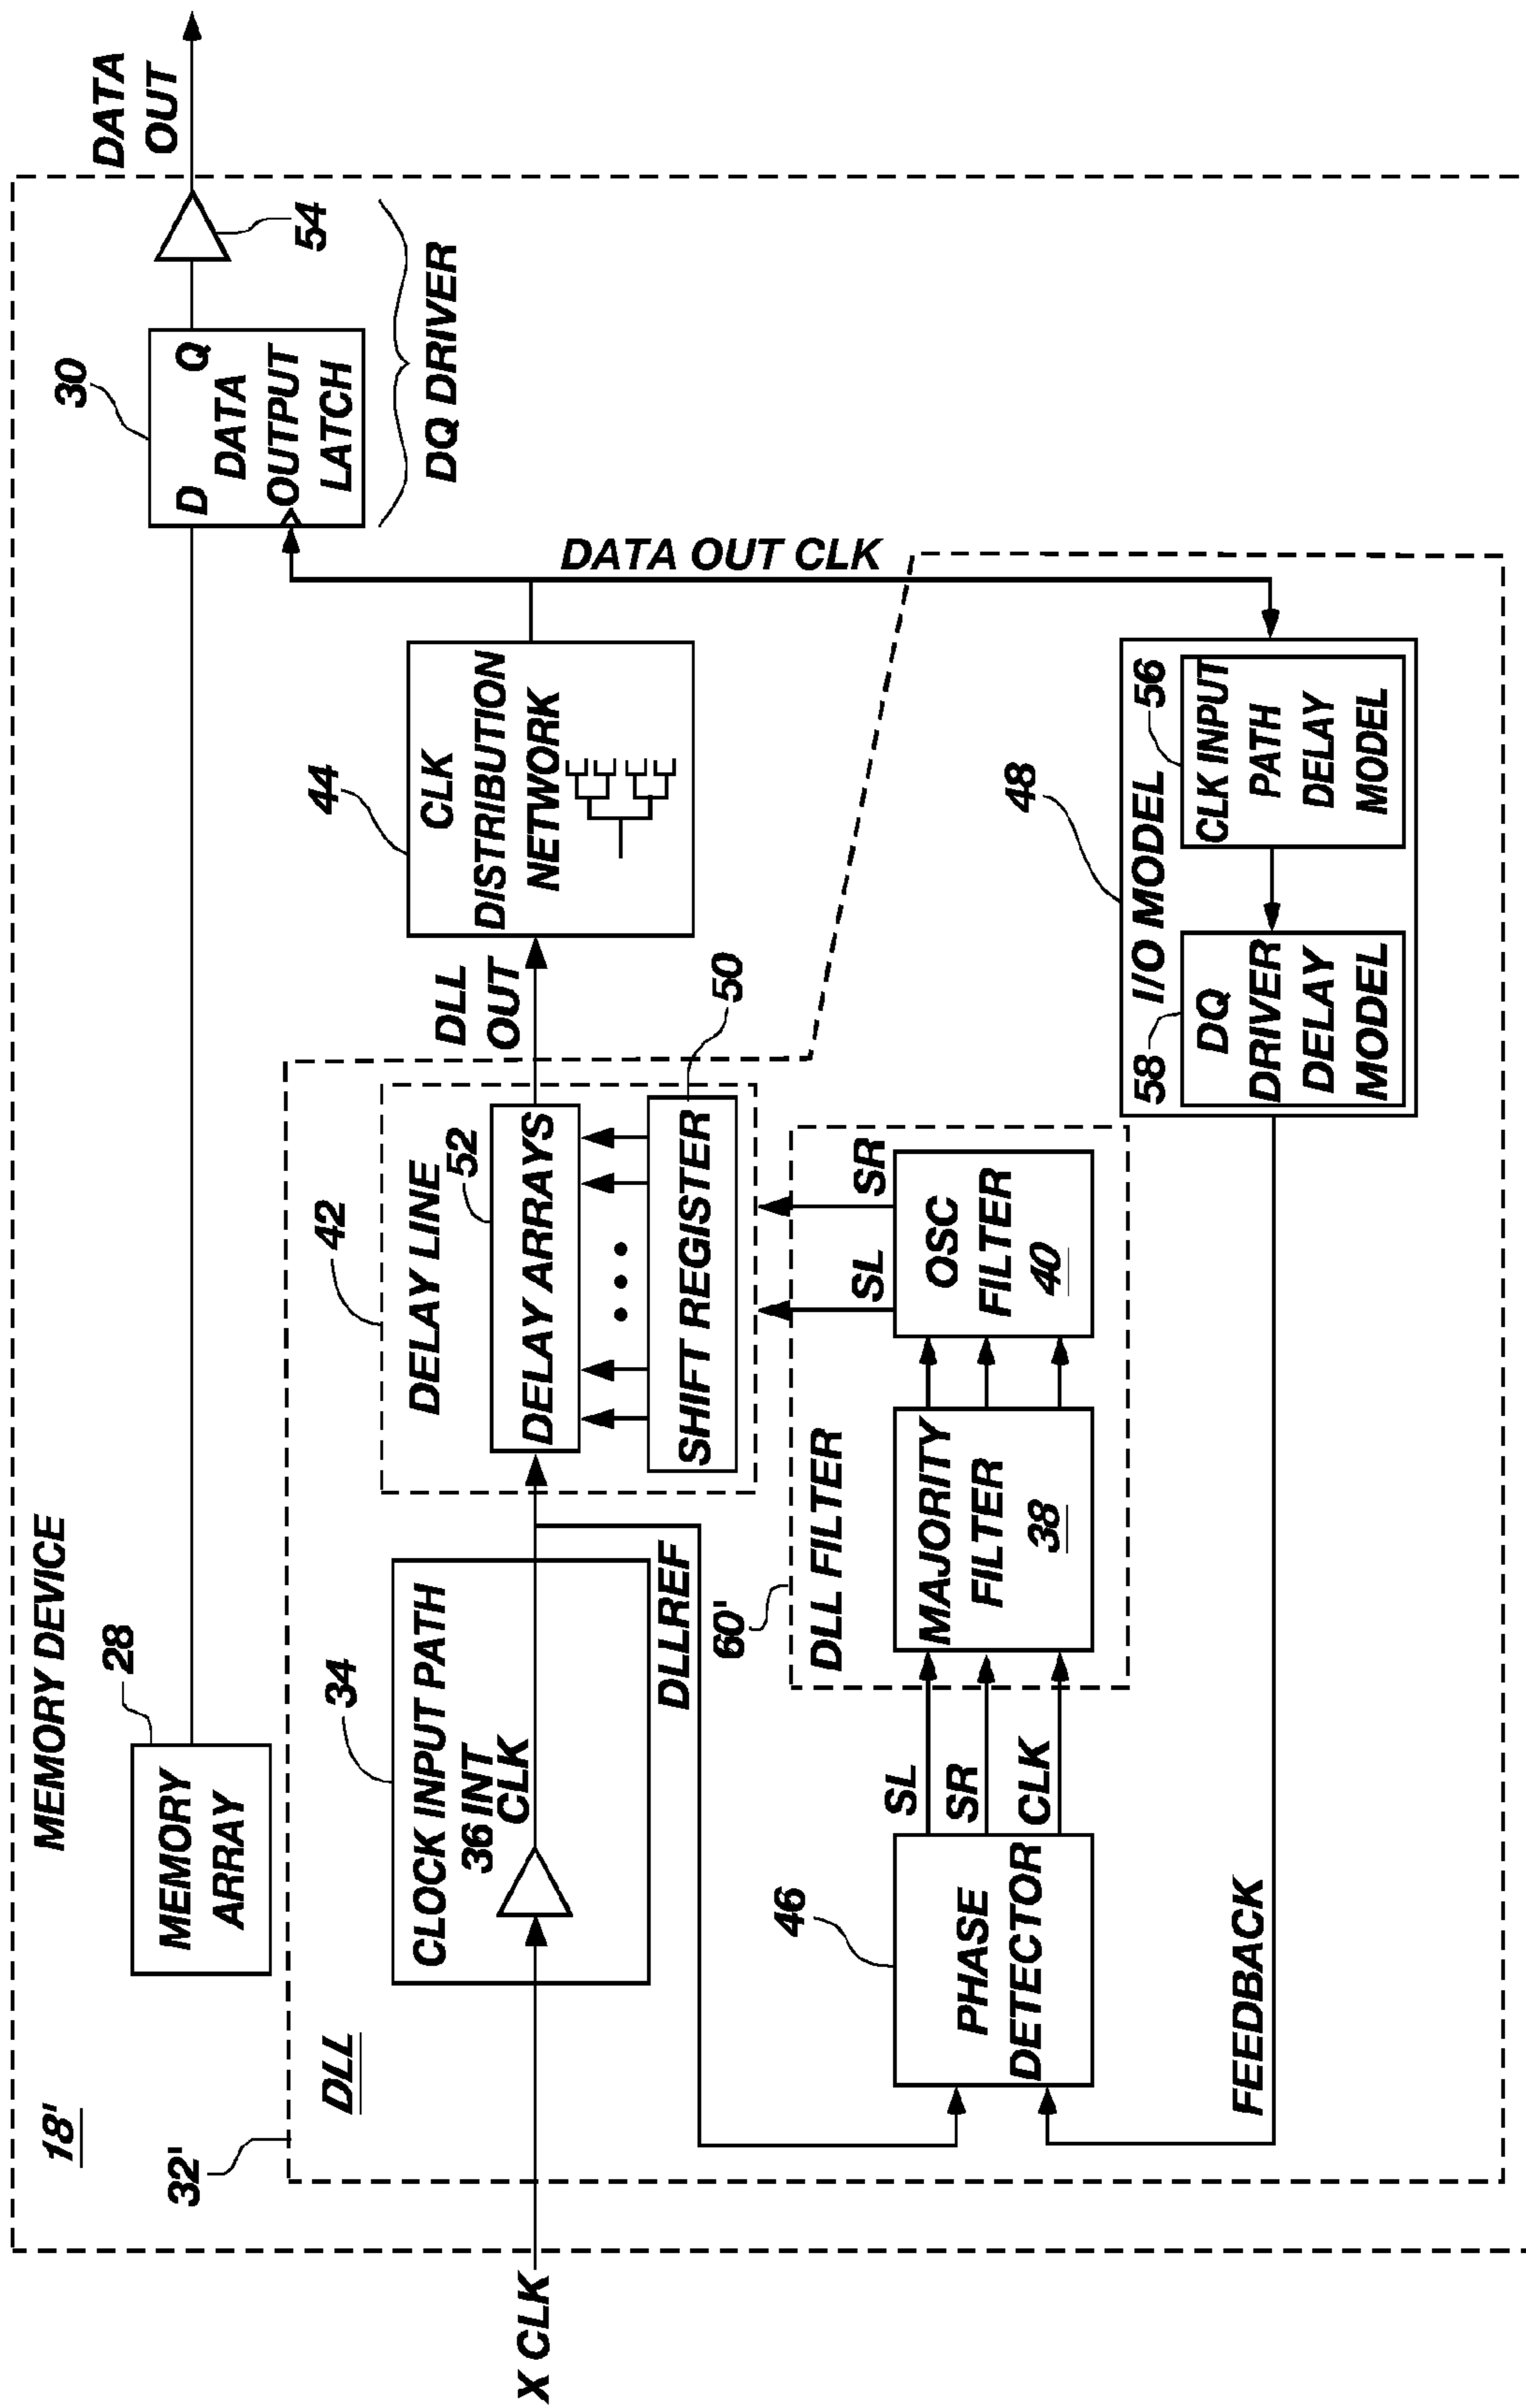 18'
MEMORY DEVICE
28
MEMORY
ARRAY
30
D Q
DATA
OUTPUT
LATCH
54
DATA
OUT
DQ DRIVER
32'
DLL
X CLK
34
CLOCK INPUT PATH
36 INT
CLK
DLLREF
42
DELAY LINE
52
DELAY ARRAYS
SHIFT REGISTER
50
DLL
OUT
44
CLK
DISTRIBUTION
NETWORK
DATA OUT CLK
60'
DLL FILTER
46
PHASE
DETECTOR
SL
SR
CLK
MAJORITY
FILTER
38
OSC
FILTER
40
SL
SR
48
I/O MODEL
58
DQ
DRIVER
DELAY
MODEL
56
CLK INPUT
PATH
DELAY
MODEL
FEEDBACK